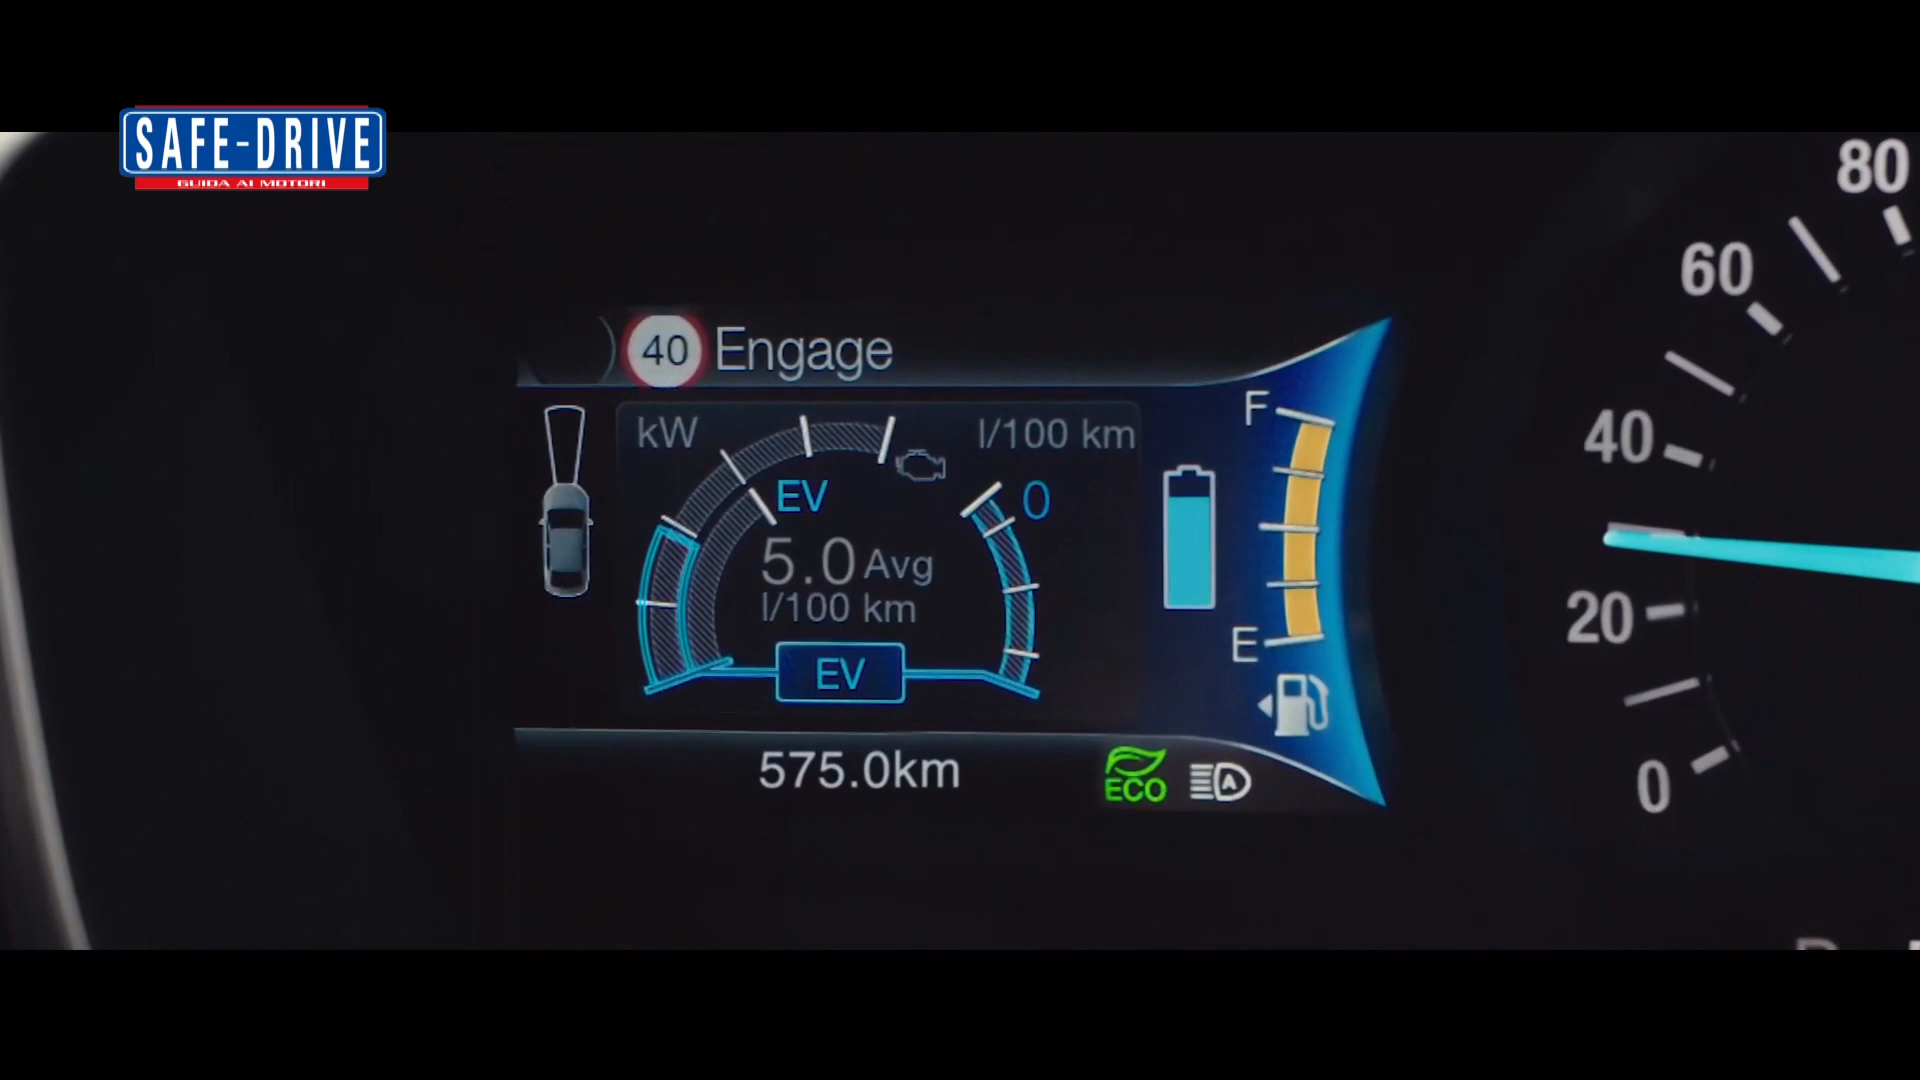 SAFE-DRIVE
GUIDA AI MOTORI
80
60
40
20
0
40 Engage
kW
l/100 km
EV
0
5.0 Avg
l/100 km
EV
F
E
575.0km
ECO
A